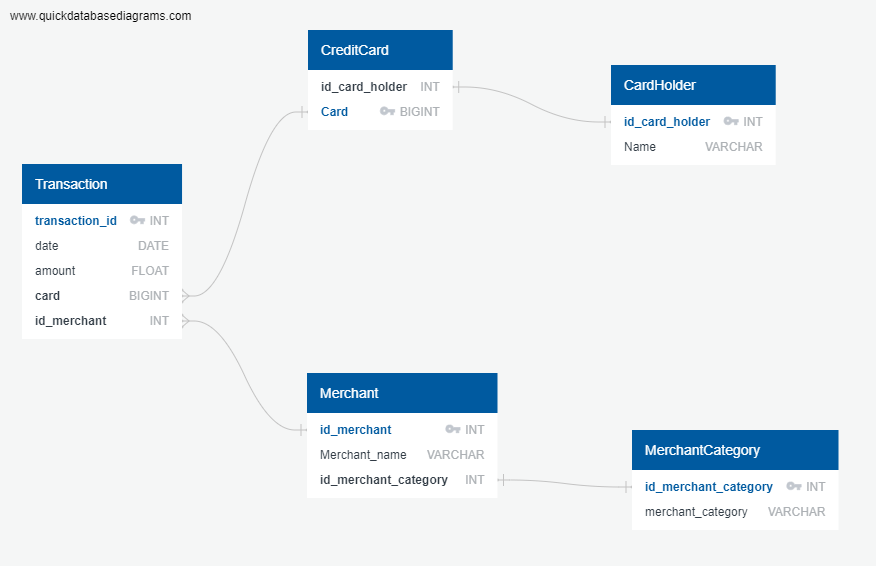 www.quickdatabasediagrams.com
CreditCard
id_card_holder INT
Card BIGINT
CardHolder
id_card_holder INT
Name VARCHAR
Transaction
transaction_id INT
date DATE
amount FLOAT
card BIGINT
id_merchant INT
Merchant
id_merchant INT
Merchant_name VARCHAR
id_merchant_category INT
MerchantCategory
id_merchant_category INT
merchant_category VARCHAR